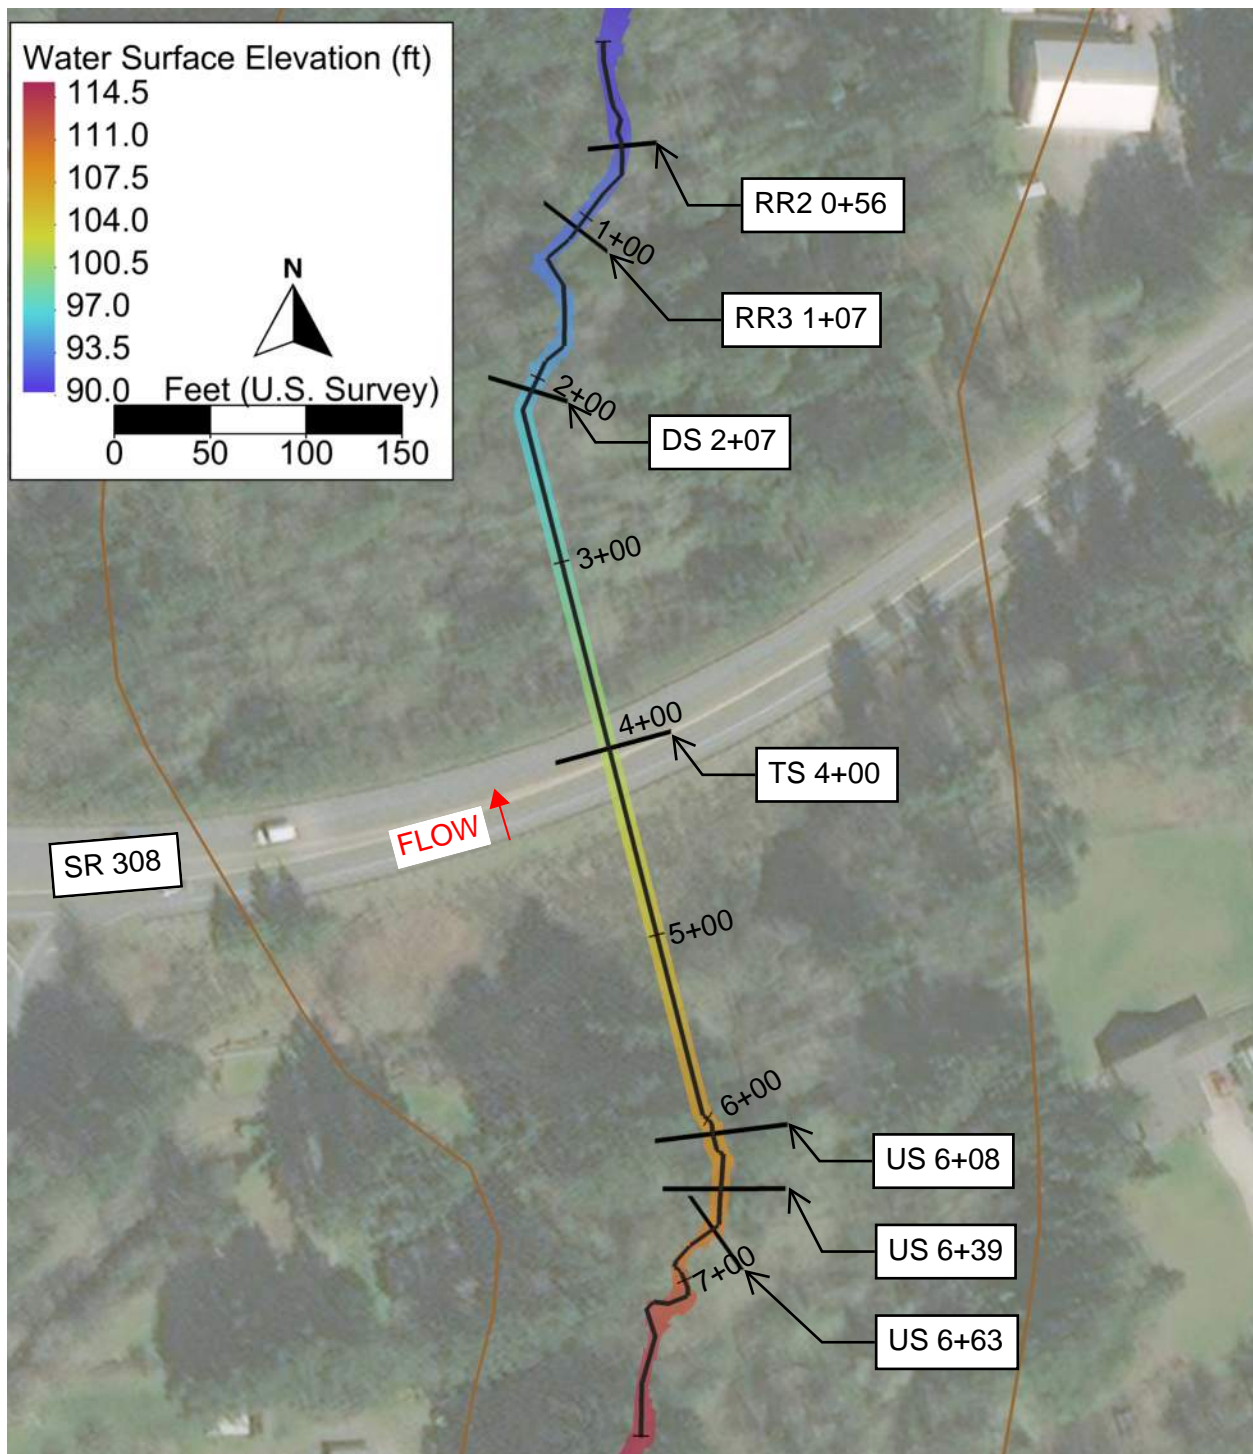 Water Surface Elevation (ft)
114.5
111.0
107.5
104.0
100.5
97.0
93.5
90.0
N
Feet (U.S. Survey)
0 50 100 150
RR2 0+56
1+00
RR3 1+07
2+00
DS 2+07
3+00
4+00
TS 4+00
FLOW
SR 308
5+00
6+00
US 6+08
US 6+39
7+00
US 6+63